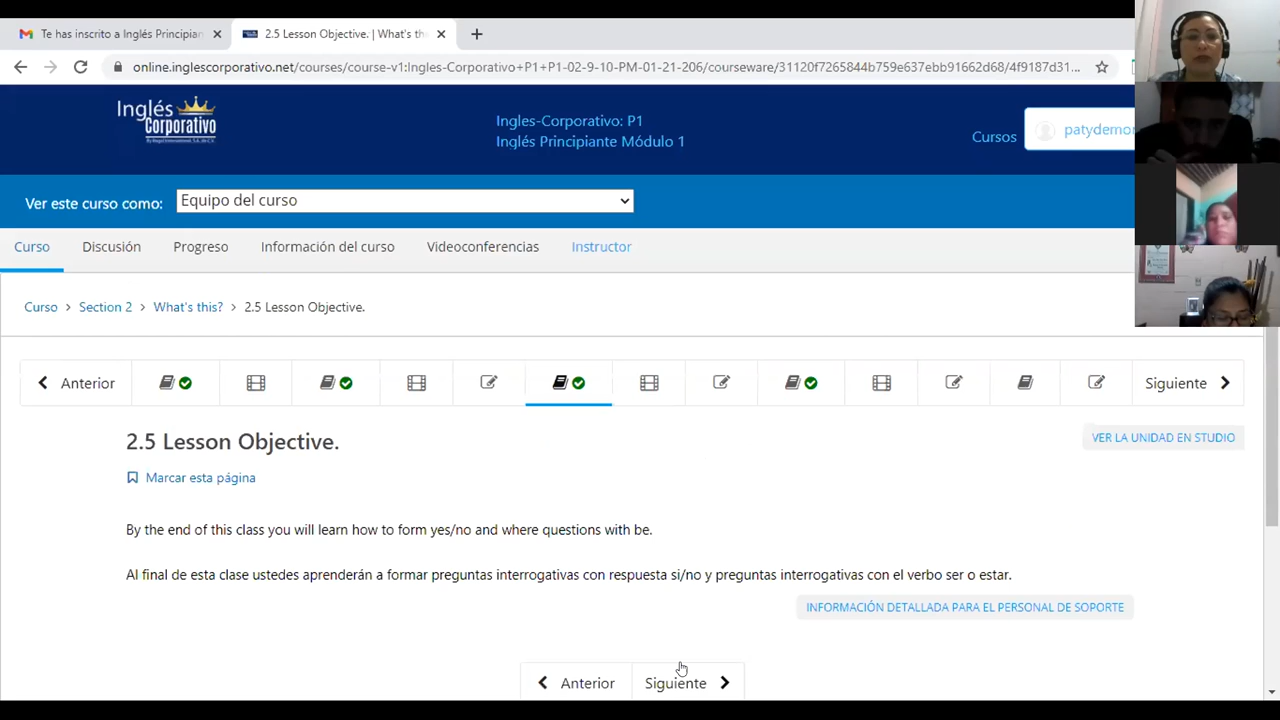 Te has inscrito a Inglés Principian
2.5 Lesson Objective. | What's th
online.inglescorporativo.net/courses/course-v1:Ingles-Corporativo+P1+P1-02-9-10-PM-01-21-206/courseware/31120f7265844b759e637ebb91662d68/4f9187d31...
Inglés
Corporativo
Ingles-Corporativo: P1
Inglés Principiante Módulo 1
Cursos
patydemor
Ver este curso como:
Equipo del curso
Curso
Discusión
Progreso
Información del curso
Videoconferencias
Instructor
Curso > Section 2 > What's this? > 2.5 Lesson Objective.
Anterior
Siguiente
2.5 Lesson Objective.
VER LA UNIDAD EN STUDIO
Marcar esta página
By the end of this class you will learn how to form yes/no and where questions with be.
Al final de esta clase ustedes aprenderán a formar preguntas interrogativas con respuesta si/no y preguntas interrogativas con el verbo ser o estar.
INFORMACIÓN DETALLADA PARA EL PERSONAL DE SOPORTE
Anterior
Siguiente